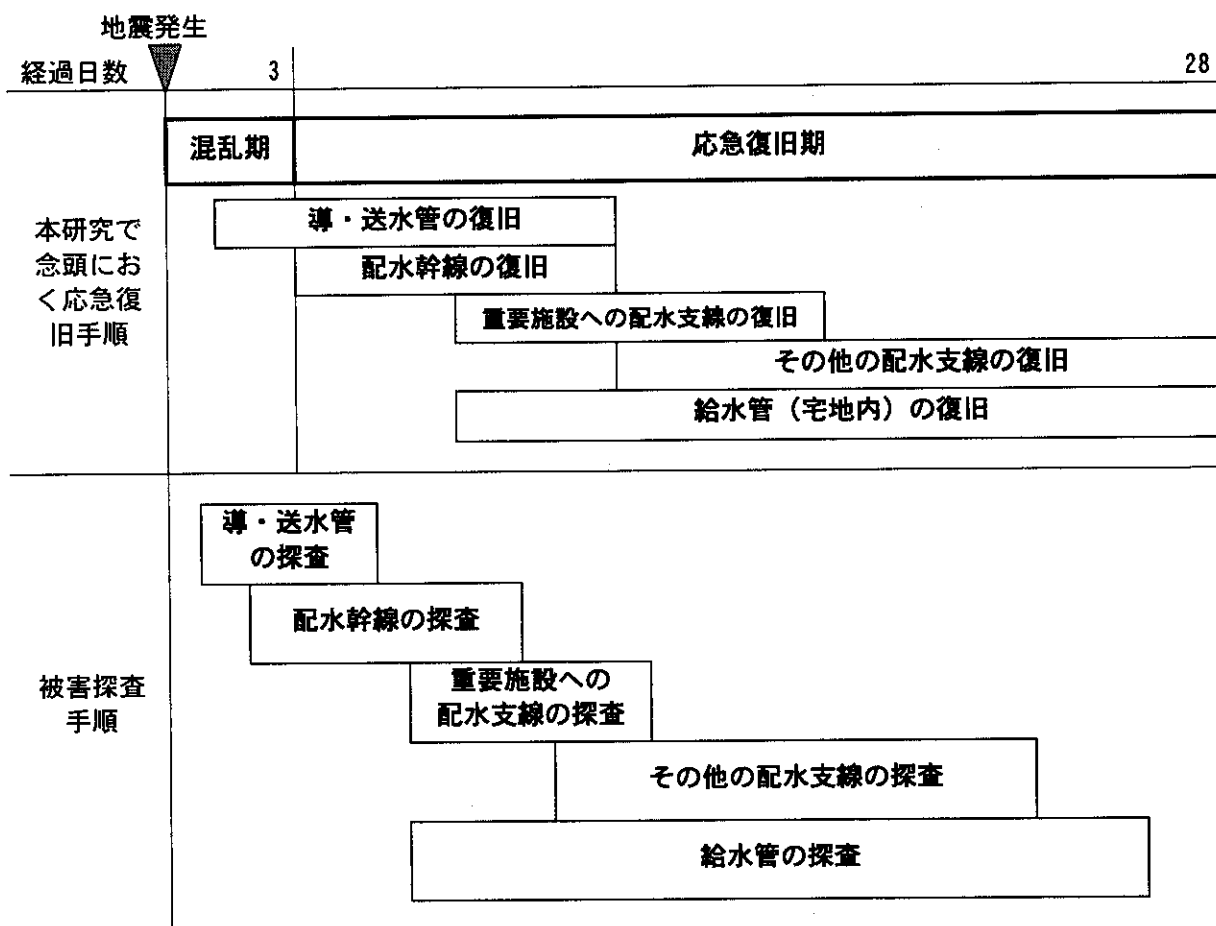 地震発生
経過日数 3 28
混乱期 応急復旧期
本研究で
念頭にお
く応急復
旧手順
導・送水管の復旧
配水幹線の復旧
重要施設への配水支線の復旧
その他の配水支線の復旧
給水管（宅地内）の復旧
被害探査
手順
導・送水管
の探査
配水幹線の探査
重要施設への
配水支線の探査
その他の配水支線の探査
給水管の探査